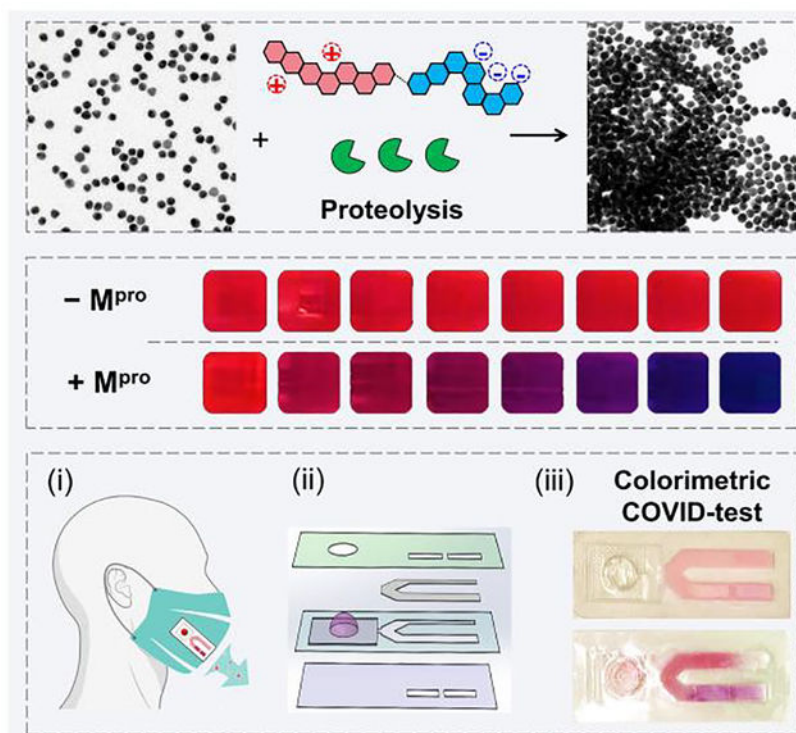 +
Proteolysis
− Mᵖʳᵒ
+ Mᵖʳᵒ
(i)
(ii)
(iii)
Colorimetric
COVID-test